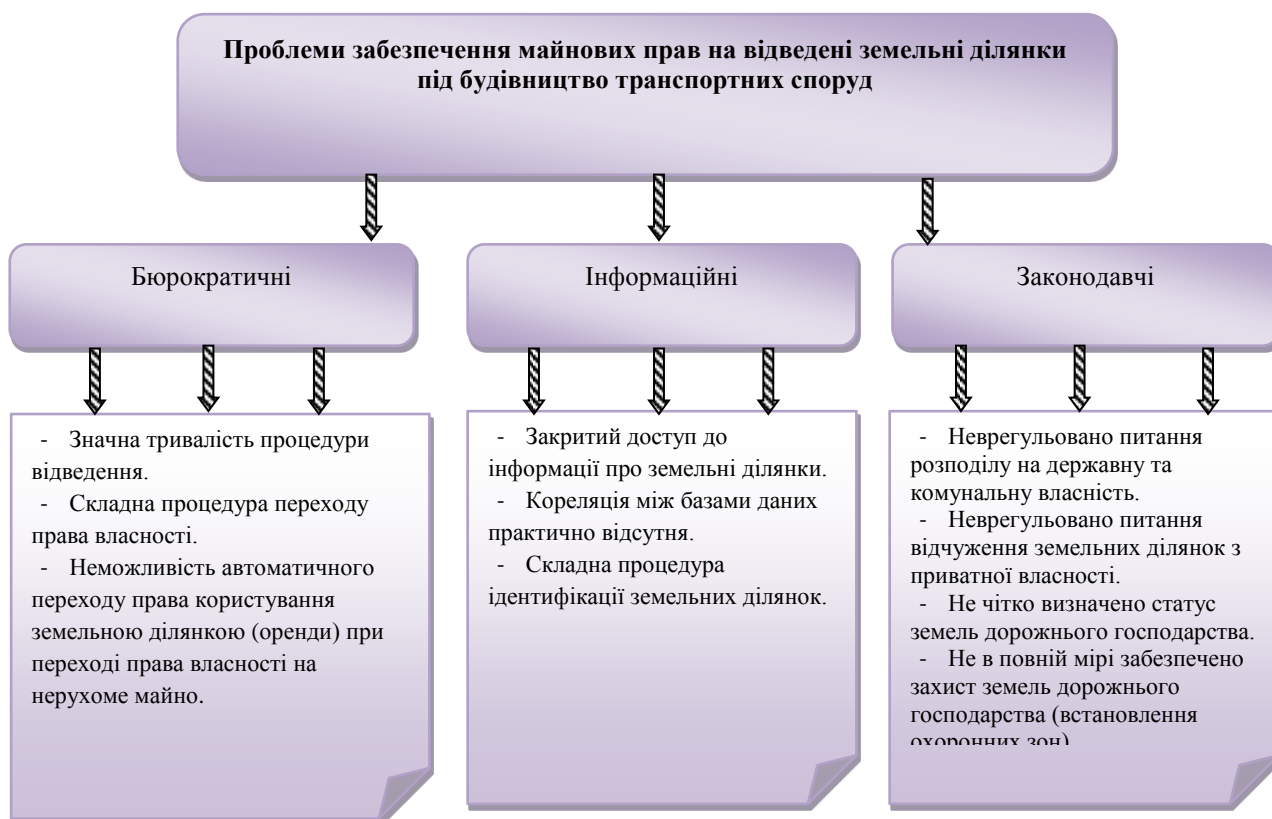 Проблеми забезпечення майнових прав на відведені земельні ділянки
під будівництво транспортних споруд
Бюрократичні
Інформаційні
Законодавчі
- Значна тривалість процедури
відведення.
- Складна процедура переходу
права власності.
- Неможливість автоматичного
переходу права користування
земельною ділянкою (оренди) при
переході права власності на
нерухоме майно.
- Закритий доступ до
інформації про земельні ділянки.
- Кореляція між базами даних
практично відсутня.
- Складна процедура
ідентифікації земельних ділянок.
- Неврегульовано питання
розподілу на державну та
комунальну власність.
- Неврегульовано питання
відчуження земельних ділянок з
приватної власності.
- Не чітко визначено статус
земель дорожнього господарства.
- Не в повній мірі забезпечено
захист земель дорожнього
господарства (встановлення
охоронних зон)